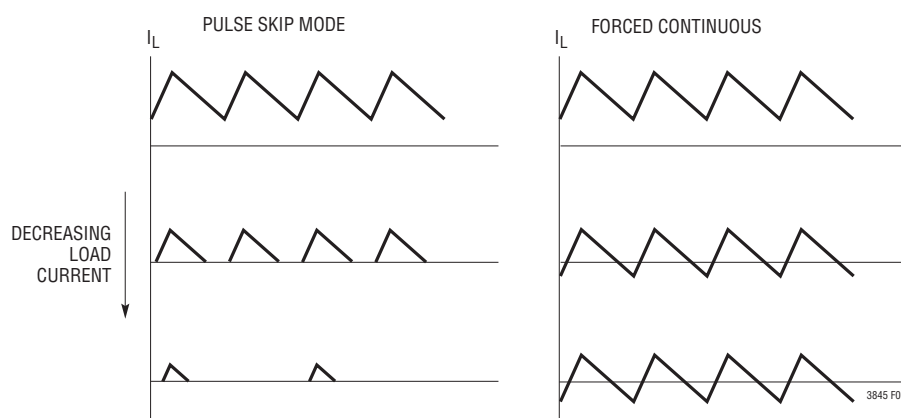 PULSE SKIP MODE
FORCED CONTINUOUS
IL
IL
DECREASING
LOAD
CURRENT
3845 F0